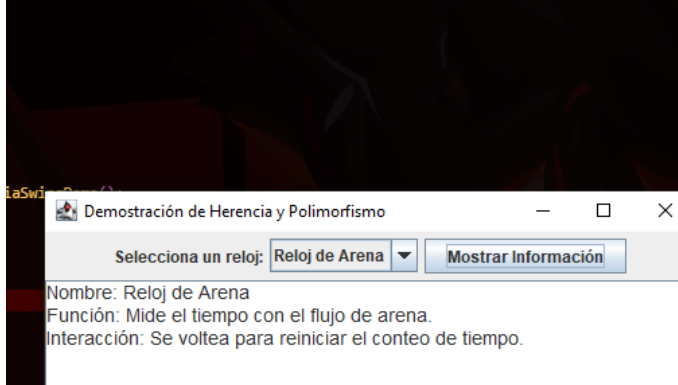 Demostración de Herencia y Polimorfismo
Selecciona un reloj: Reloj de Arena Mostrar Información
Nombre: Reloj de Arena
Función: Mide el tiempo con el flujo de arena.
Interacción: Se voltea para reiniciar el conteo de tiempo.